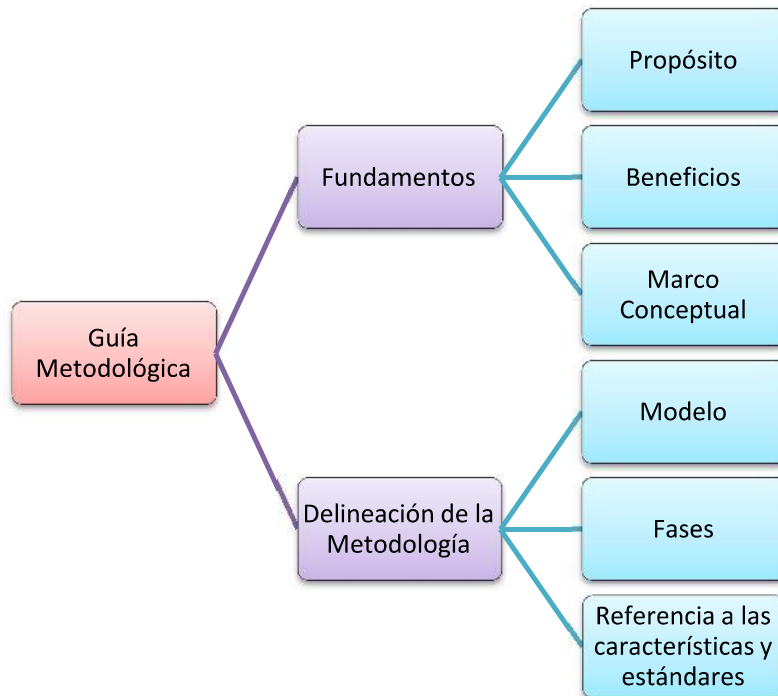 Guía
Metodológica
Fundamentos
Propósito
Beneficios
Marco
Conceptual
Delineación de la
Metodología
Modelo
Fases
Referencia a las
características y
estándares